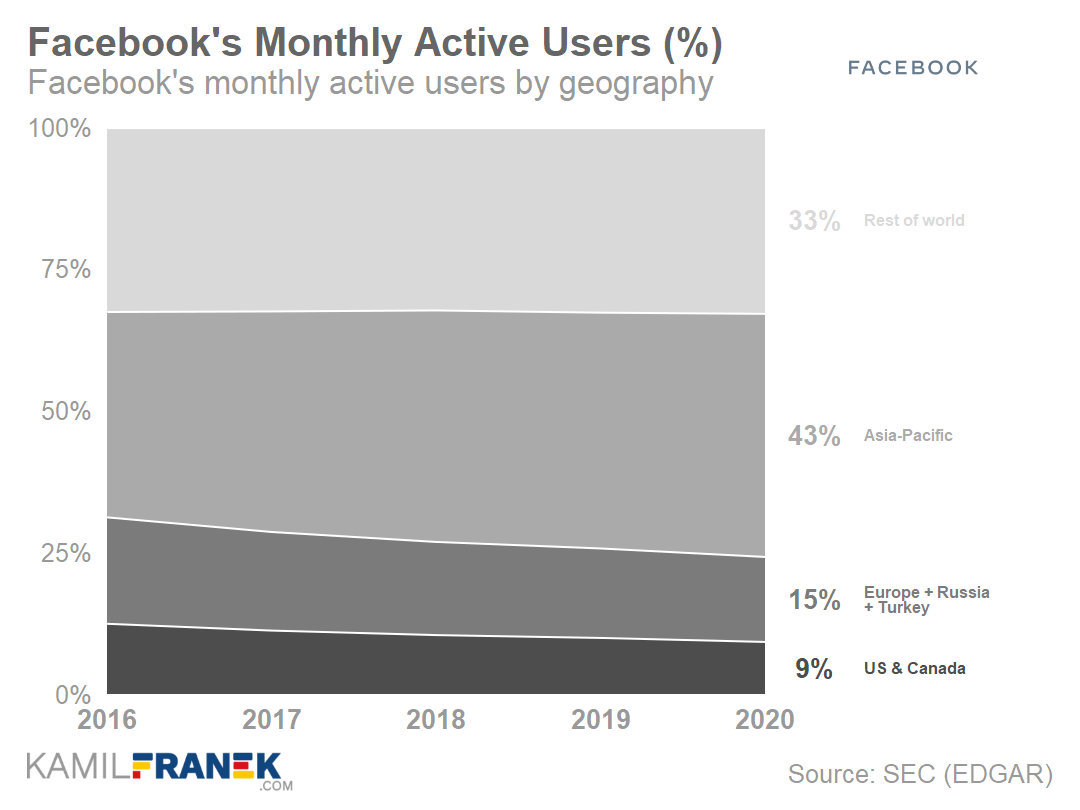 Facebook's Monthly Active Users (%)
Facebook's monthly active users by geography
FACEBOOK
100%
75%
50%
25%
0%
33% Rest of world
43% Asia-Pacific
15% Europe + Russia
+ Turkey
9% US & Canada
2016 2017 2018 2019 2020
KAMILFRANEK
.COM
Source: SEC (EDGAR)